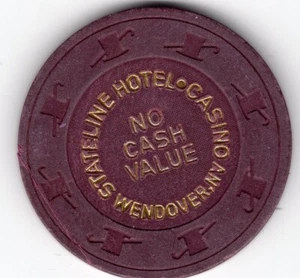 STATELINE HOTEL • CASINO
WENDOVER. NV
NO
CASH
VALUE